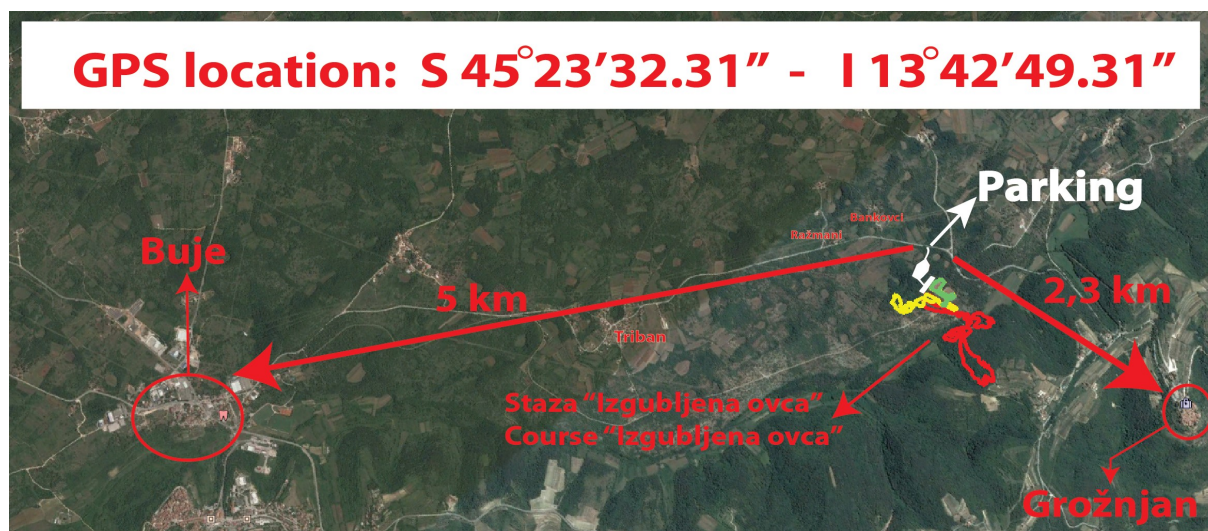 GPS location: S 45°23’32.31” - I 13°42’49.31”
Parking
Bankovci
Ražmani
Buje
5 km
2,3 km
Triban
Staza “Izgubljena ovca”
Course “Izgubljena ovca”
Grožnjan